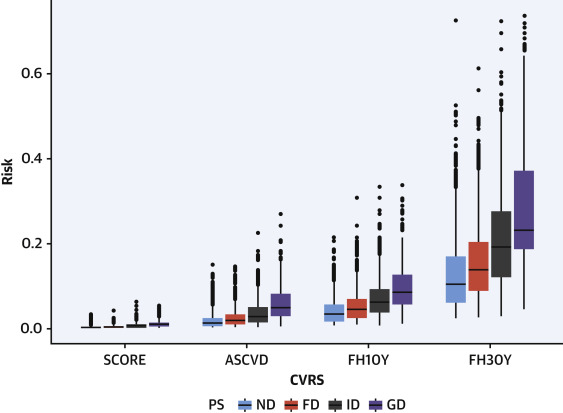 Risk
0.6
0.4
0.2
0.0
SCORE ASCVD FH10Y FH30Y
CVRS
PS ND FD ID GD